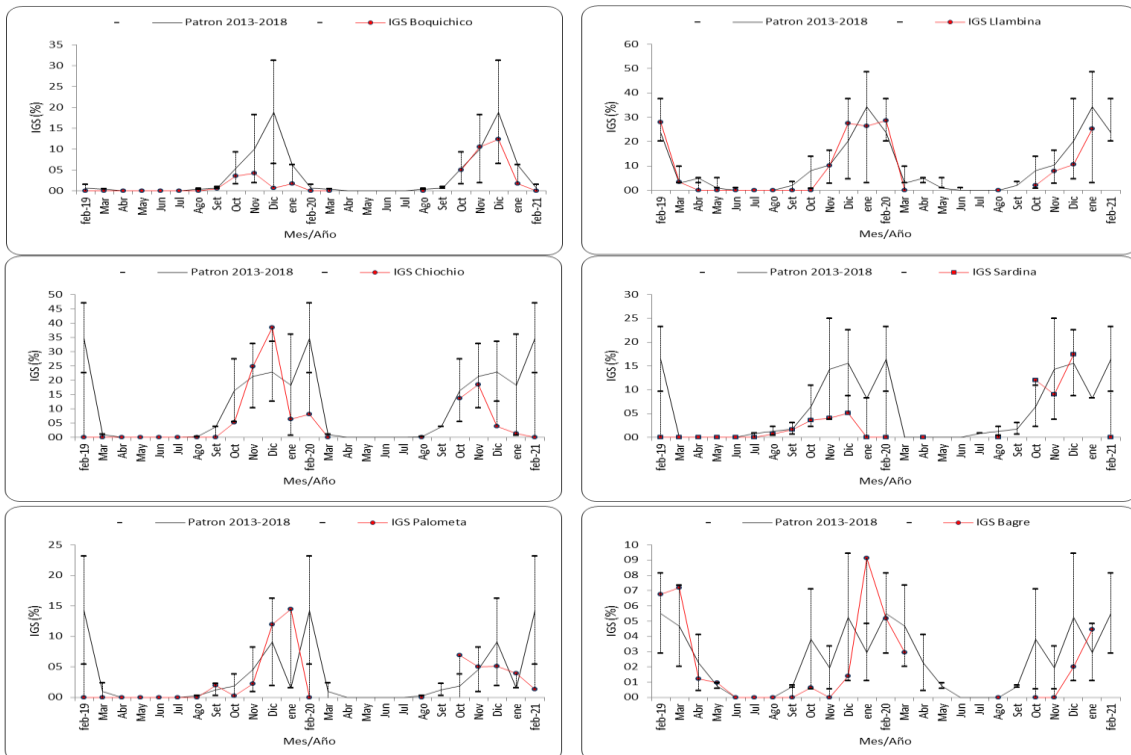 Patron 2013-2018 IGS Boquichico
IGS (%)
35
30
25
20
15
10
05
00
feb-19 Mar Abr May Jun Jul Ago Set Oct Nov Dic ene feb-20 Mar Abr May Jun Jul Ago Set Oct Nov Dic ene feb-21
Mes/Año
Patron 2013-2018 IGS Llambina
IGS (%)
60
50
40
30
20
10
00
feb-19 Mar Abr May Jun Jul Ago Set Oct Nov Dic ene feb-20 Mar Abr May Jun Jul Ago Set Oct Nov Dic ene feb-21
Mes/Año
Patron 2013-2018 IGS Chiochio
IGS (%)
50
45
40
35
30
25
20
15
10
05
00
feb-19 Mar Abr May Jun Jul Ago Set Oct Nov Dic ene feb-20 Mar Abr May Jun Jul Ago Set Oct Nov Dic ene feb-21
Mes/Año
Patron 2013-2018 IGS Sardina
IGS (%)
30
25
20
15
10
05
00
feb-19 Mar Abr May Jun Jul Ago Set Oct Nov Dic ene feb-20 Mar Abr May Jun Jul Ago Set Oct Nov Dic ene feb-21
Mes/Año
Patron 2013-2018 IGS Palometa
IGS (%)
25
20
15
10
05
00
feb-19 Mar Abr May Jun Jul Ago Set Oct Nov Dic ene feb-20 Mar Abr May Jun Jul Ago Set Oct Nov Dic ene feb-21
Mes/Año
Patron 2013-2018 IGS Bagre
IGS (%)
10
09
08
07
06
05
04
03
02
01
00
feb-19 Mar Abr May Jun Jul Ago Set Oct Nov Dic ene feb-20 Mar Abr May Jun Jul Ago Set Oct Nov Dic ene feb-21
Mes/Año